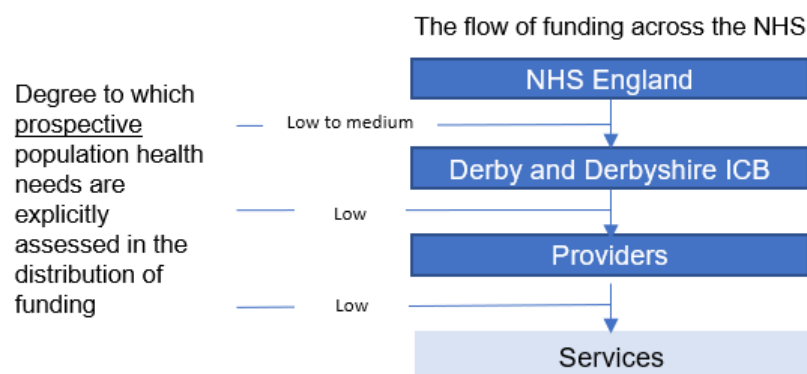 The flow of funding across the NHS
NHS England
Degree to which
prospective
population health
needs are
explicitly
assessed in the
distribution of
funding
Low to medium
Derby and Derbyshire ICB
Low
Providers
Low
Services